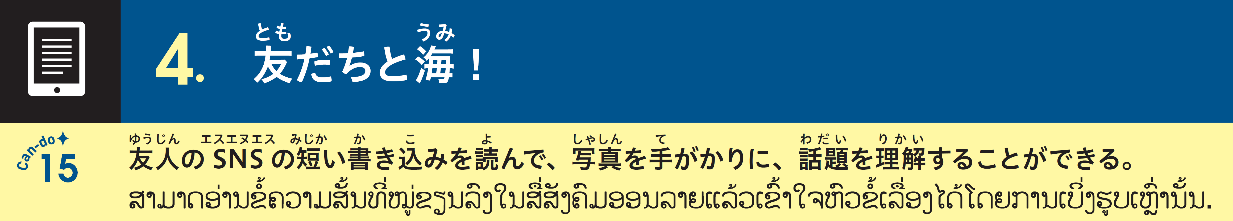 とも うみ
4. 友だちと海！
Can-do 15
ゆうじん エスエヌエス みじか か こ よ しゃしん て わだい りかい
友人の SNS の短い書き込みを読んで、写真を手がかりに、話題を理解することができる。
ສາມາດອ່ານຂໍ້ຄວາມສັ້ນທີ່ໝູ່ຂຽນລົງໃນສື່ສັງຄົມອອນລາຍແລ້ວເຂົ້າໃຈຫົວຂໍ້ເລື່ອງໄດ້ໂດຍການເບິ່ງຮູບເຫຼົ່ານັ້ນ.